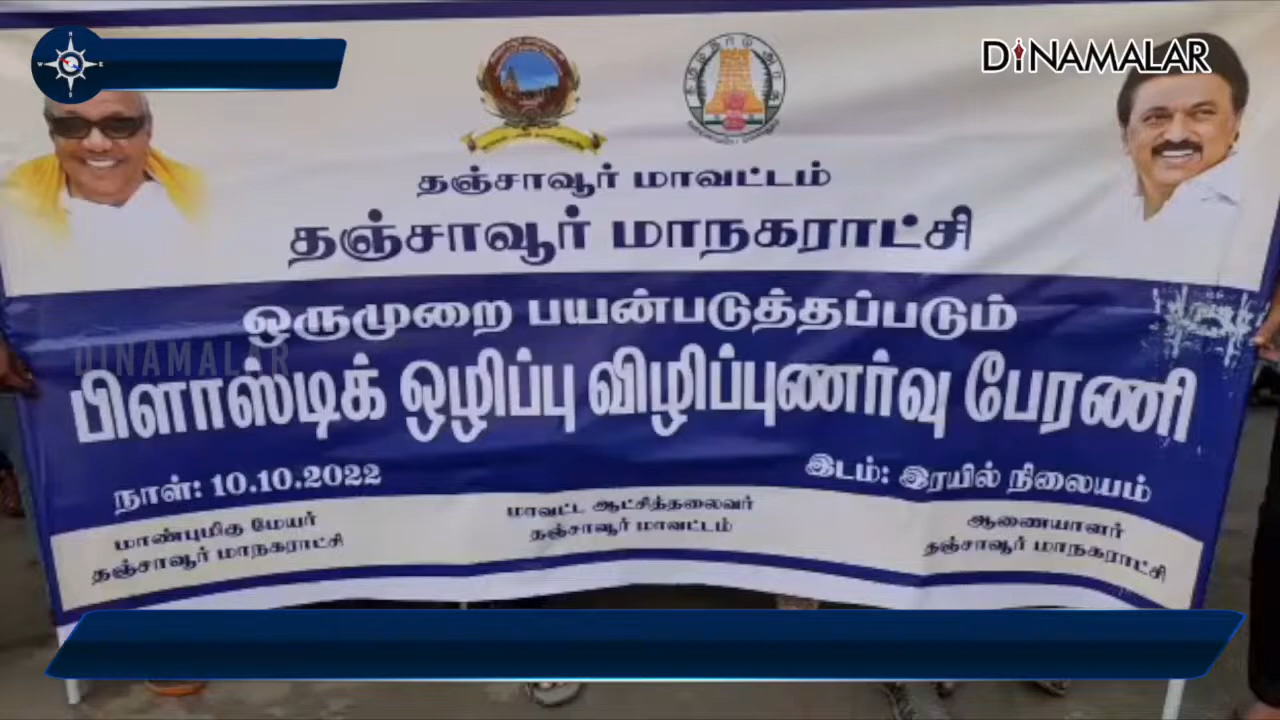 DINAMALAR
தஞ்சாவூர் மாவட்டம்
தஞ்சாவூர் மாநகராட்சி
ஒருமுறை பயன்படுத்தப்படும்
DINAMALAR
பிளாஸ்டிக் ஒழிப்பு விழிப்புணர்வு பேரணி
நாள்: 10.10.2022
இடம்: இரயில் நிலையம்
மாண்புமிகு மேயர்
தஞ்சாவூர் மாநகராட்சி
மாவட்ட ஆட்சித்தலைவர்
தஞ்சாவூர் மாவட்டம்
ஆணையாளர்
தஞ்சாவூர் மாநகராட்சி